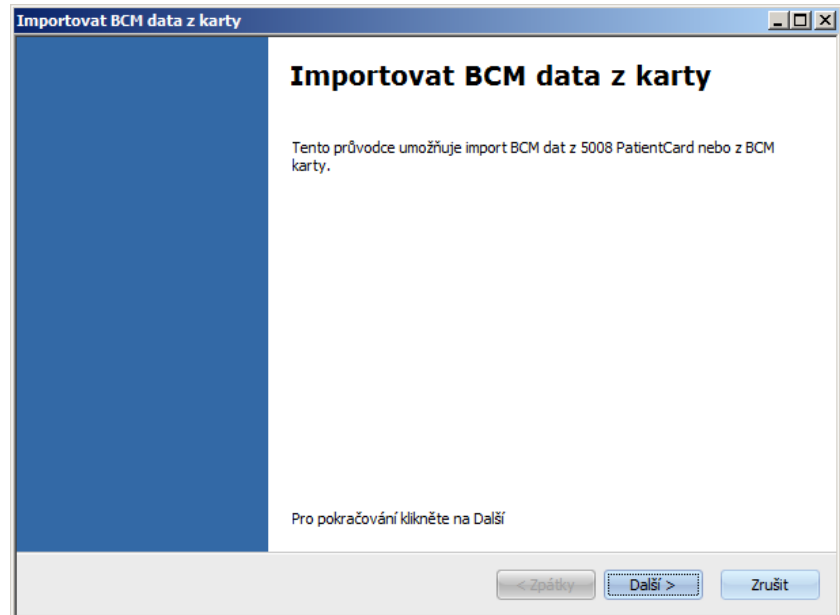 Importovat BCM data z karty
Importovat BCM data z karty
Tento průvodce umožňuje import BCM dat z 5008 PatientCard nebo z BCM
karty.
Pro pokračování klikněte na Další
< Zpátky
Další >
Zrušit